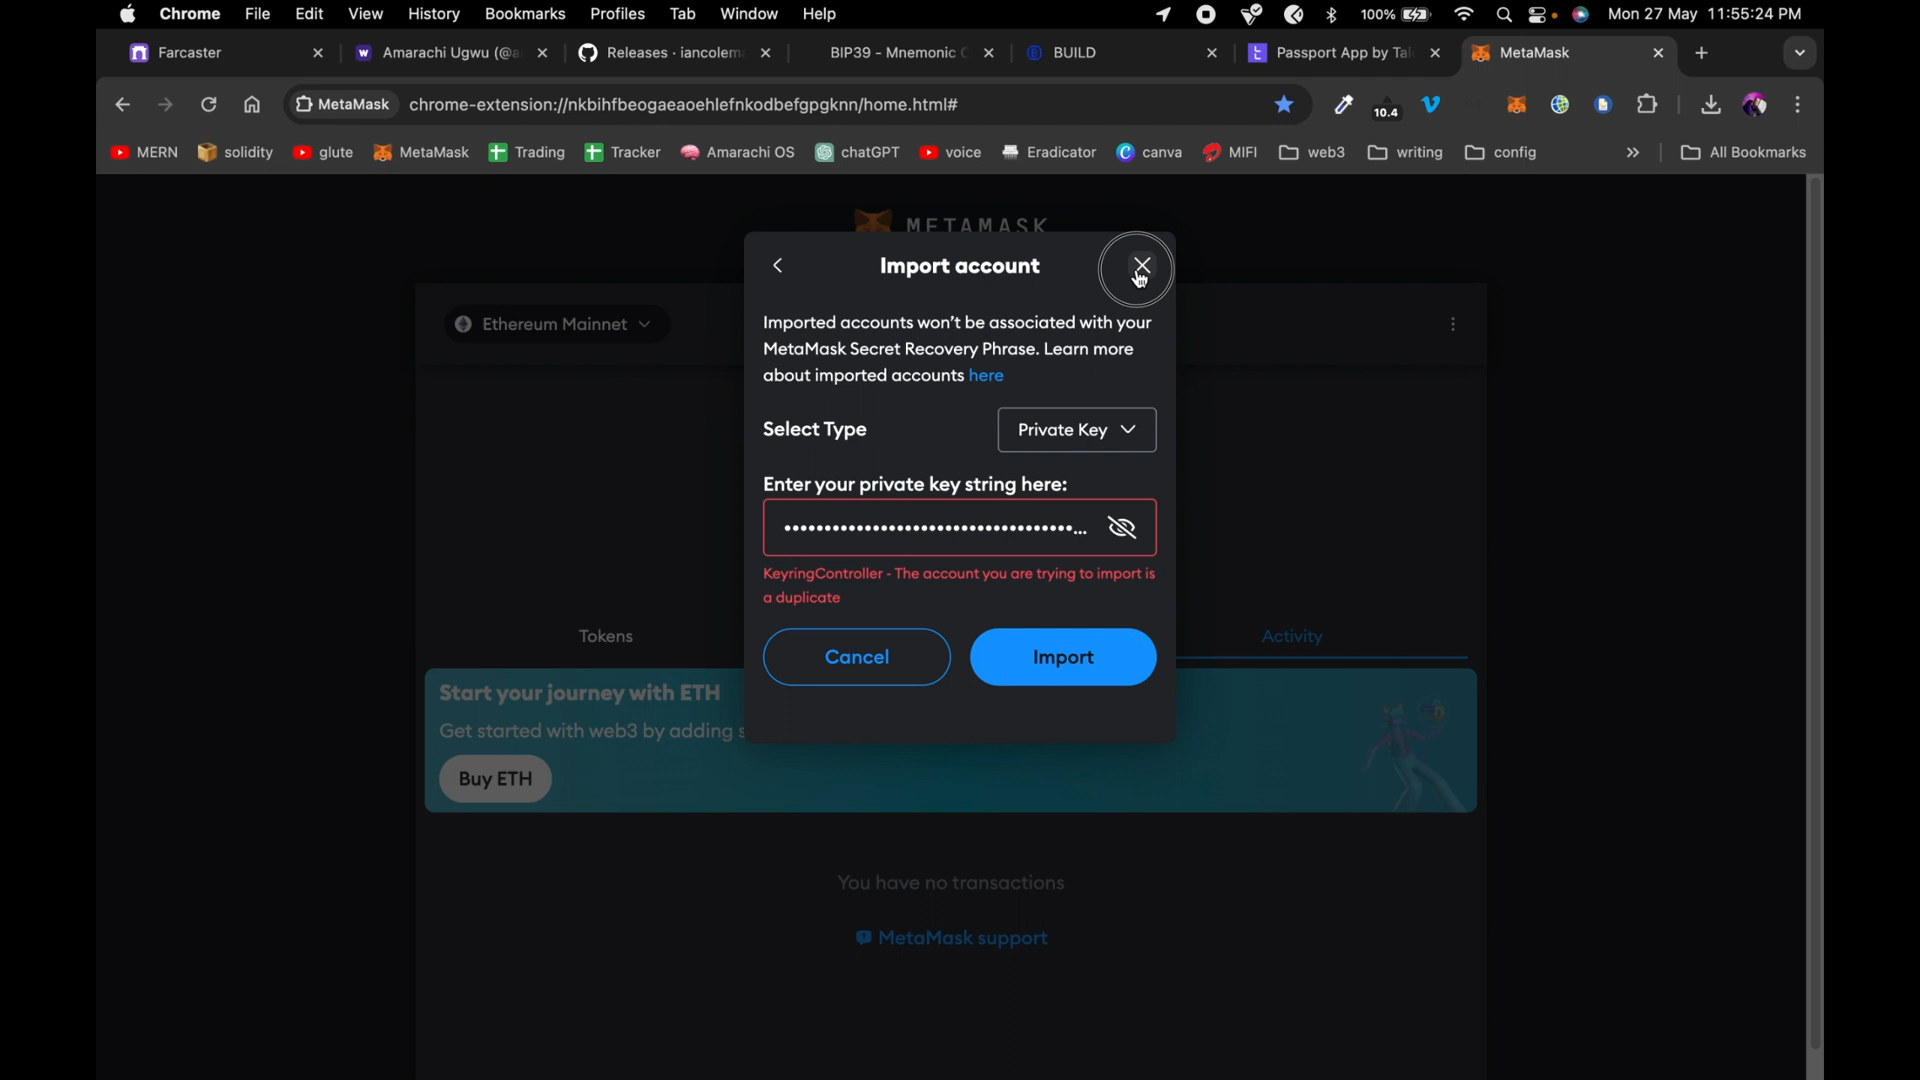 Chrome File Edit View History Bookmarks Profiles Tab Window Help 100% Mon 27 May 11:55:24 PM
Farcaster Amarachi Ugwu (@a Releases · iancolem BIP39 - Mnemonic BUILD Passport App by Tal MetaMask
MetaMask chrome-extension://nkbihfbeogaeaoehlefnkodbefgpgknn/home.html# 10.4
MERN solidity glute MetaMask Trading Tracker Amarachi OS chatGPT voice Eradicator canva MIFI web3 writing config » All Bookmarks
METAMASK
Import account
Ethereum Mainnet
Imported accounts won’t be associated with your
MetaMask Secret Recovery Phrase. Learn more
about imported accounts here
Select Type Private Key
Enter your private key string here:
••••••••••••••••••••••••••••••••••••...
KeyringController - The account you are trying to import is
a duplicate
Tokens Activity
Cancel Import
Start your journey with ETH
Get started with web3 by adding s
Buy ETH
You have no transactions
MetaMask support